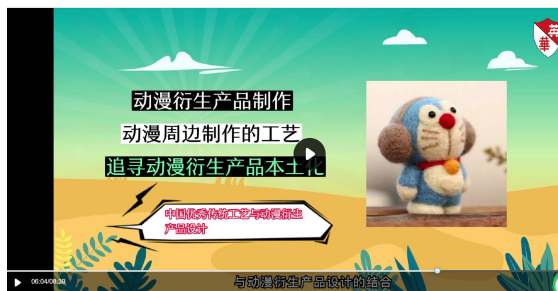 動漫衍生产品制作
动漫周边制作的工艺
追寻动漫衍生产品本土化
中国优秀传统工艺与动漫衍生
产品设计
英
華
与动漫衍生产品设计的结合
06:04/08:39